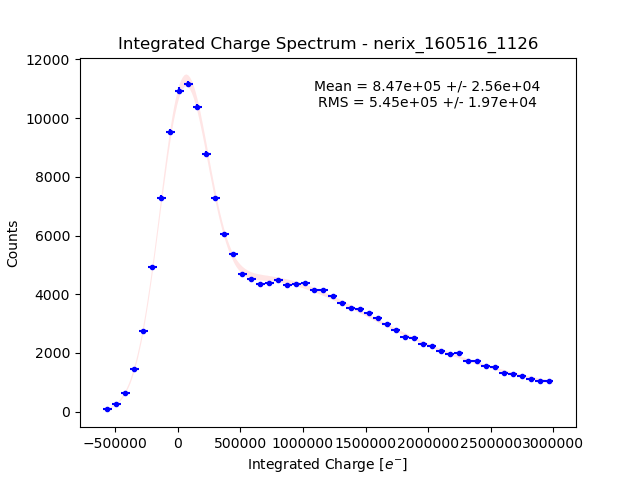 Integrated Charge Spectrum - nerix_160516_1126
Mean = 8.47e+05 +/- 2.56e+04
RMS = 5.45e+05 +/- 1.97e+04
12000
10000
8000
6000
4000
2000
0
Counts
−500000 0 500000 1000000 1500000 2000000 2500000 3000000
Integrated Charge [e⁻]